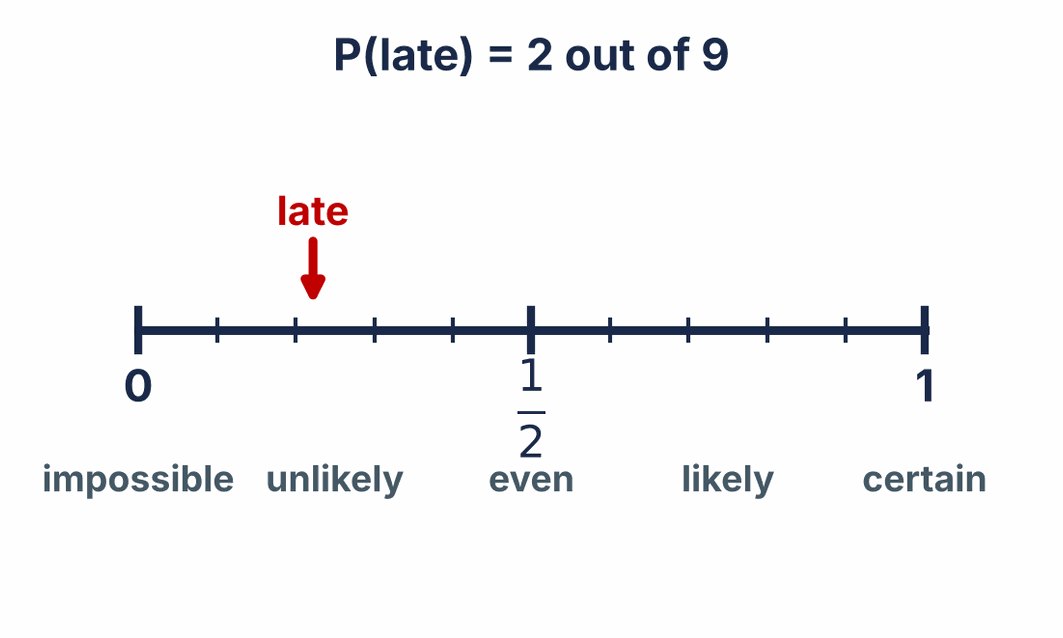 P(late) = 2 out of 9
late
0
1
2
1
impossible unlikely even likely certain